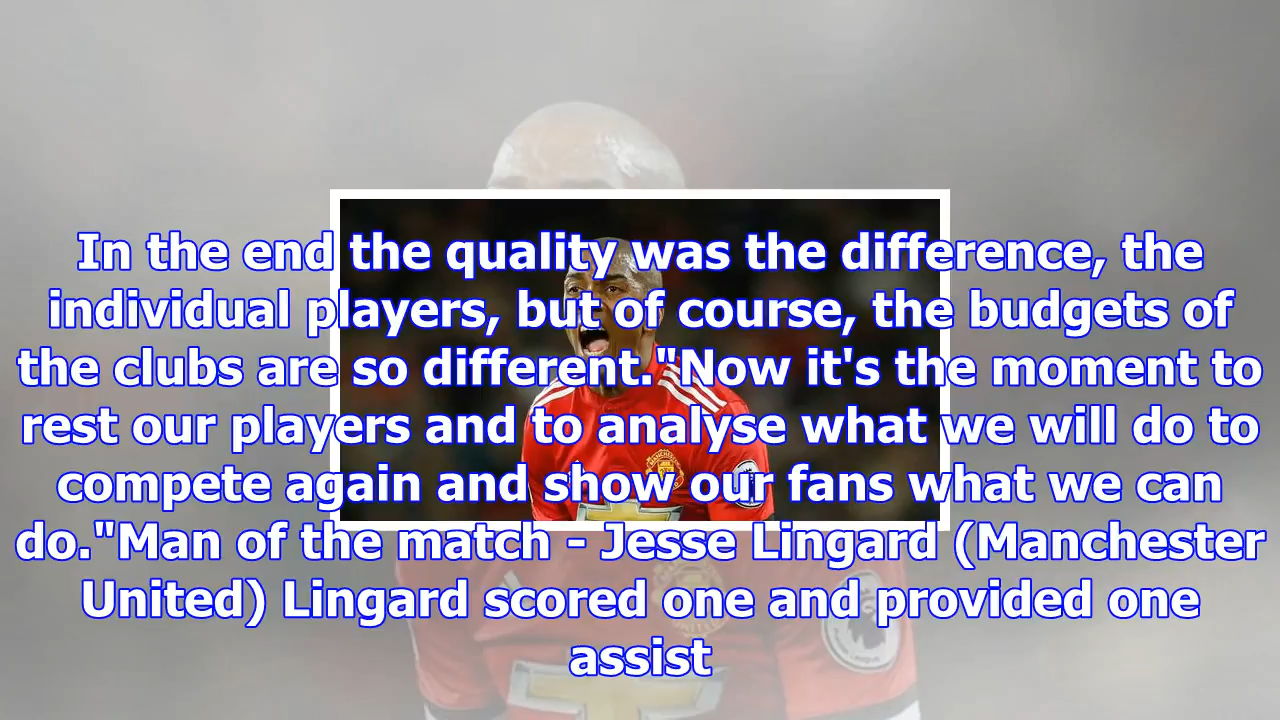 In the end the quality was the difference, the
individual players, but of course, the budgets of
the clubs are so different."Now it's the moment to
rest our players and to analyse what we will do to
compete again and show our fans what we can
do."Man of the match - Jesse Lingard (Manchester
United) Lingard scored one and provided one
assist